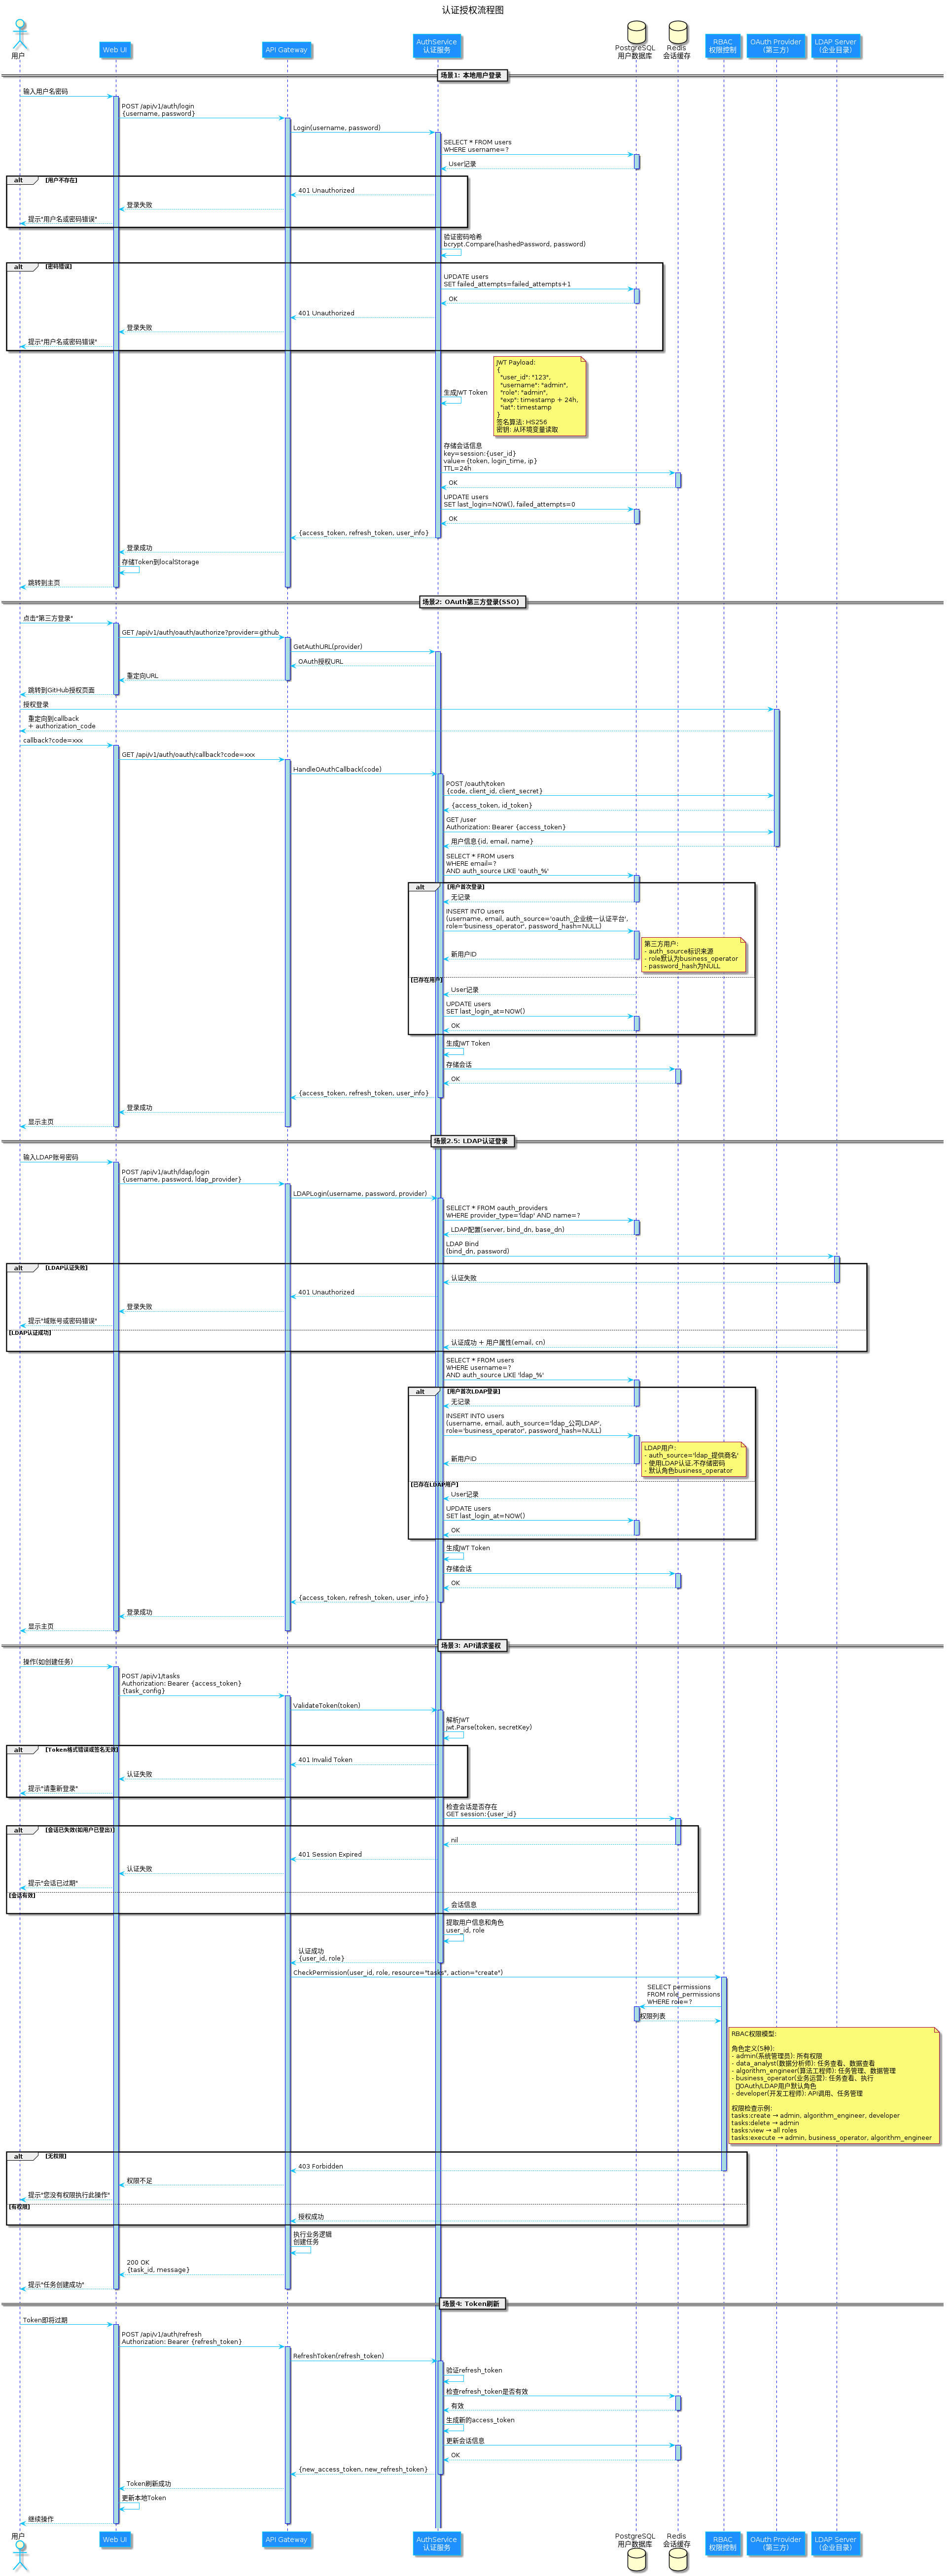 认证授权流程图
用户
Web UI
API Gateway
AuthService
认证服务
PostgreSQL
用户数据库
Redis
会话缓存
RBAC
权限控制
OAuth Provider
(第三方)
LDAP Server
(企业目录)
场景1: 本地用户登录
输入用户名密码
POST /api/v1/auth/login
{username, password}
Login(username, password)
SELECT * FROM users
WHERE username=?
User记录
alt
[用户不存在]
401 Unauthorized
登录失败
提示"用户名或密码错误"
验证密码哈希
bcrypt.Compare(hashedPassword, password)
alt
[密码错误]
UPDATE users
SET failed_attempts=failed_attempts+1
OK
401 Unauthorized
登录失败
提示"用户名或密码错误"
生成JWT Token
JWT Payload:
{
"user_id": "123",
"username": "admin",
"role": "admin",
"exp": timestamp + 24h,
"iat": timestamp
}
签名算法: HS256
密钥: 从环境变量读取
存储会话信息
key=session:{user_id}
value={token, login_time, ip}
TTL=24h
OK
UPDATE users
SET last_login=NOW(), failed_attempts=0
OK
{access_token, refresh_token, user_info}
登录成功
存储Token到localStorage
跳转到主页
场景2: OAuth第三方登录(SSO)
点击"第三方登录"
GET /api/v1/auth/oauth/authorize?provider=github
GetAuthURL(provider)
OAuth授权URL
重定向URL
跳转到GitHub授权页面
授权登录
重定向到callback
+ authorization_code
callback?code=xxx
GET /api/v1/auth/oauth/callback?code=xxx
HandleOAuthCallback(code)
POST /oauth/token
{code, client_id, client_secret}
{access_token, id_token}
GET /user
Authorization: Bearer {access_token}
用户信息{id, email, name}
SELECT * FROM users
WHERE email=?
AND auth_source LIKE 'oauth_%'
alt
[用户首次登录]
无记录
INSERT INTO users
(username, email, auth_source='oauth_企业统一认证平台',
role='business_operator', password_hash=NULL)
新用户ID
第三方用户:
- auth_source标识来源
- role默认为business_operator
- password_hash为NULL
[已存在用户]
User记录
UPDATE users
SET last_login_at=NOW()
OK
生成JWT Token
存储会话
OK
{access_token, refresh_token, user_info}
登录成功
显示主页
场景2.5: LDAP认证登录
输入LDAP账号密码
POST /api/v1/auth/ldap/login
{username, password, ldap_provider}
LDAPLogin(username, password, provider)
SELECT * FROM oauth_providers
WHERE provider_type='ldap' AND name=?
LDAP配置(server, bind_dn, base_dn)
LDAP Bind
(bind_dn, password)
alt
[LDAP认证失败]
认证失败
401 Unauthorized
登录失败
提示"域账号或密码错误"
[LDAP认证成功]
认证成功 + 用户属性(email, cn)
SELECT * FROM users
WHERE username=?
AND auth_source LIKE 'ldap_%'
alt
[用户首次LDAP登录]
无记录
INSERT INTO users
(username, email, auth_source='ldap_公司LDAP',
role='business_operator', password_hash=NULL)
新用户ID
LDAP用户:
- auth_source='ldap_提供商名'
- 使用LDAP认证,不存储密码
- 默认角色business_operator
[已存在LDAP用户]
User记录
UPDATE users
SET last_login_at=NOW()
OK
生成JWT Token
存储会话
OK
{access_token, refresh_token, user_info}
登录成功
显示主页
场景3: API请求鉴权
操作(如创建任务)
POST /api/v1/tasks
Authorization: Bearer {access_token}
{task_config}
ValidateToken(token)
解析JWT
jwt.Parse(token, secretKey)
alt
[Token格式错误或签名无效]
401 Invalid Token
认证失败
提示"请重新登录"
检查会话是否存在
GET session:{user_id}
alt
[会话已失效(如用户已登出)]
nil
401 Session Expired
认证失败
提示"会话已过期"
[会话有效]
会话信息
提取用户信息和角色
user_id, role
认证成功
{user_id, role}
CheckPermission(user_id, role, resource="tasks", action="create")
SELECT permissions
FROM role_permissions
WHERE role=?
权限列表
RBAC权限模型:
角色定义(5种):
- admin(系统管理员): 所有权限
- data_analyst(数据分析师): 任务查看、数据查看
- algorithm_engineer(算法工程师): 任务管理、数据管理
- business_operator(业务运营): 任务查看、执行
OAuth/LDAP用户默认角色
- developer(开发工程师): API调用、任务管理
权限检查示例:
tasks:create → admin, algorithm_engineer, developer
tasks:delete → admin
tasks:view → all roles
tasks:execute → admin, business_operator, algorithm_engineer
alt
[无权限]
403 Forbidden
权限不足
提示"您没有权限执行此操作"
[有权限]
授权成功
执行业务逻辑
创建任务
200 OK
{task_id, message}
提示"任务创建成功"
场景4: Token刷新
Token即将过期
POST /api/v1/auth/refresh
Authorization: Bearer {refresh_token}
RefreshToken(refresh_token)
验证refresh_token
检查refresh_token是否有效
有效
生成新的access_token
更新会话信息
OK
{new_access_token, new_refresh_token}
Token刷新成功
更新本地Token
继续操作
用户
Web UI
API Gateway
AuthService
认证服务
PostgreSQL
用户数据库
Redis
会话缓存
RBAC
权限控制
OAuth Provider
(第三方)
LDAP Server
(企业目录)